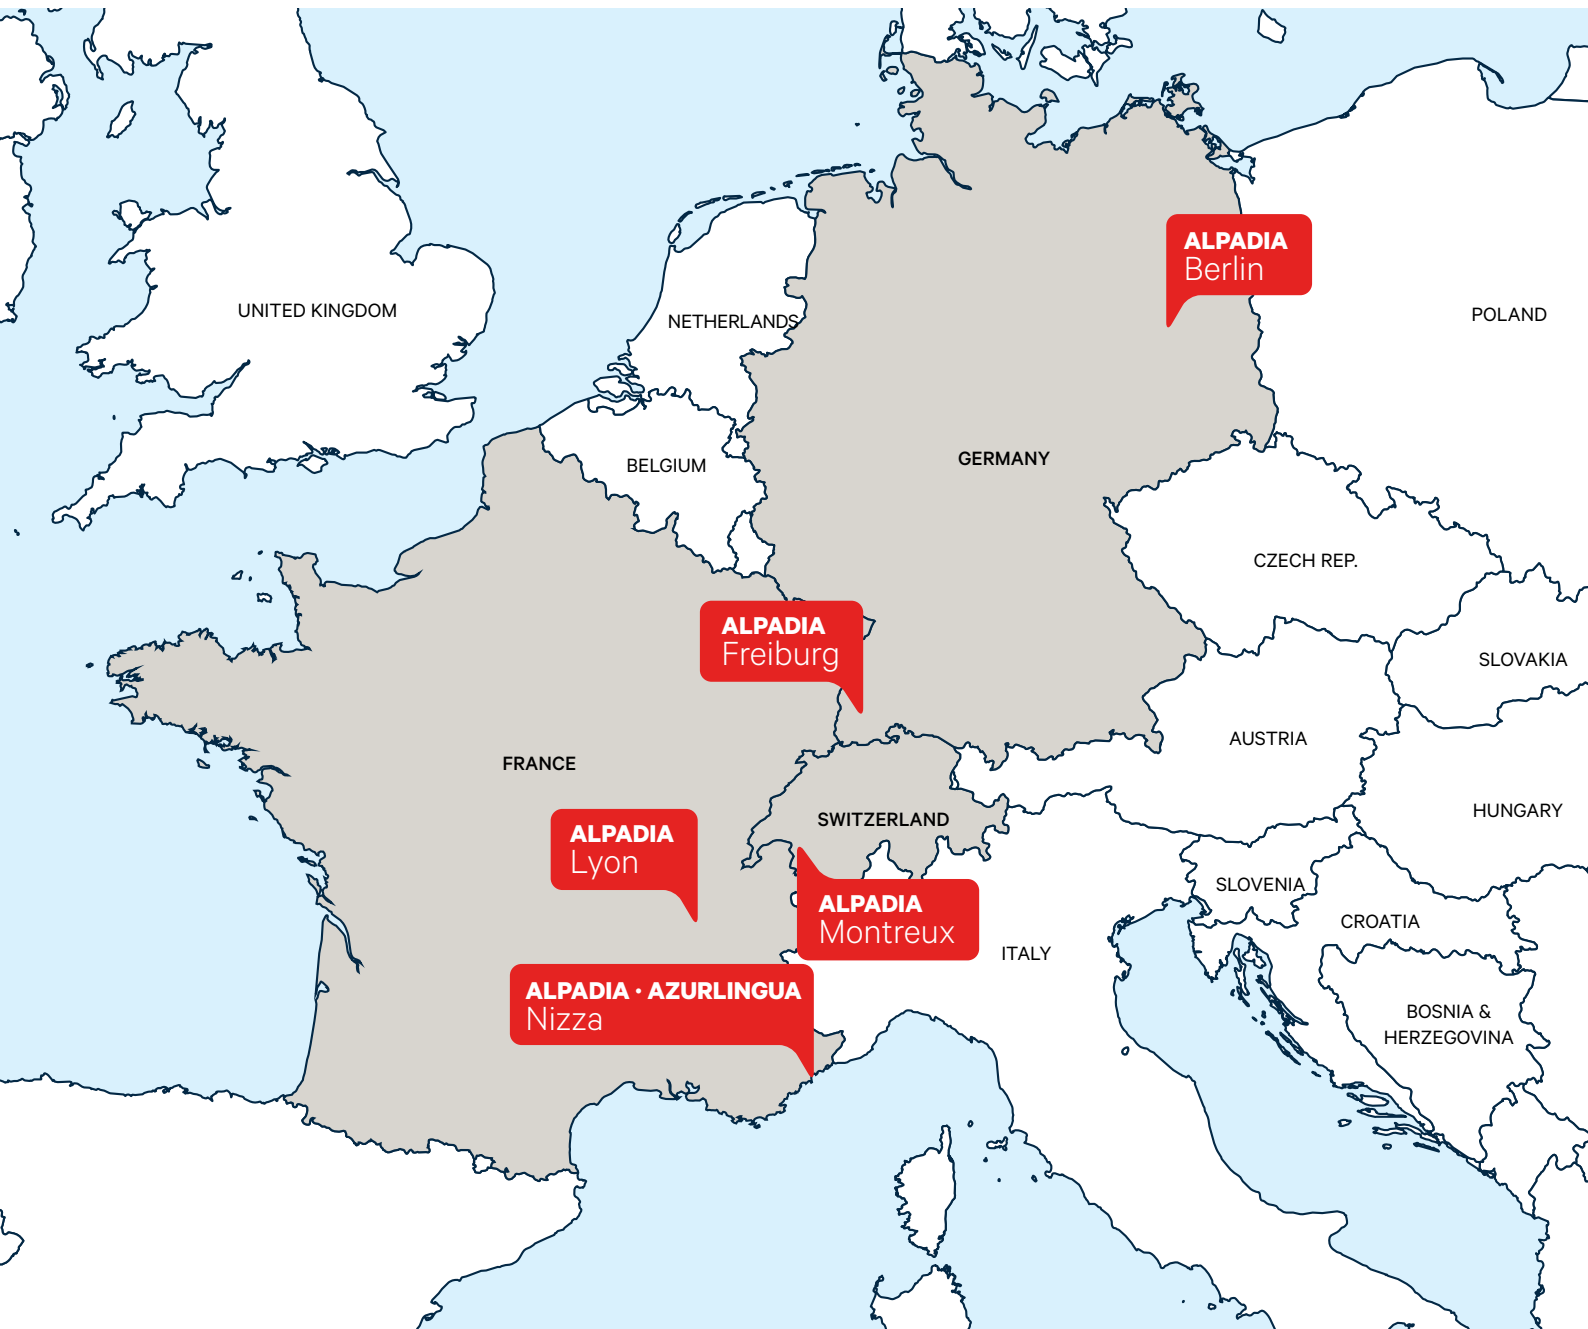 ALPADIA
Berlin
UNITED KINGDOM
NETHERLANDS
POLAND
BELGIUM
GERMANY
CZECH REP.
ALPADIA
Freiburg
SLOVAKIA
AUSTRIA
FRANCE
HUNGARY
SWITZERLAND
ALPADIA
Lyon
SLOVENIA
ALPADIA
Montreux
CROATIA
ITALY
ALPADIA · AZURLINGUA
Nizza
BOSNIA &
HERZEGOVINA